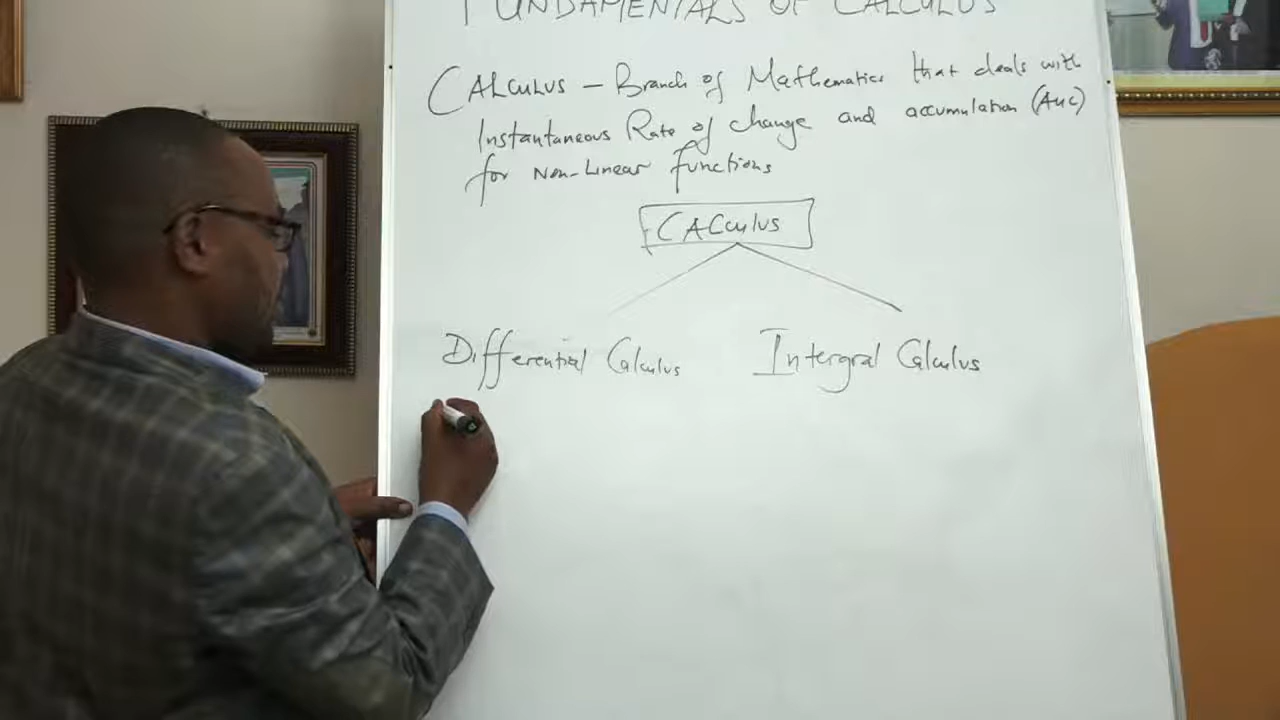 FUNDAMENTALS OF CALCULUS
CALCULUS – Branch of Mathematics that deals with
Instantaneous Rate of change and accumulation (AUC)
for Non-Linear functions
CALCULUS
Differential Calculus
Intergral Calculus